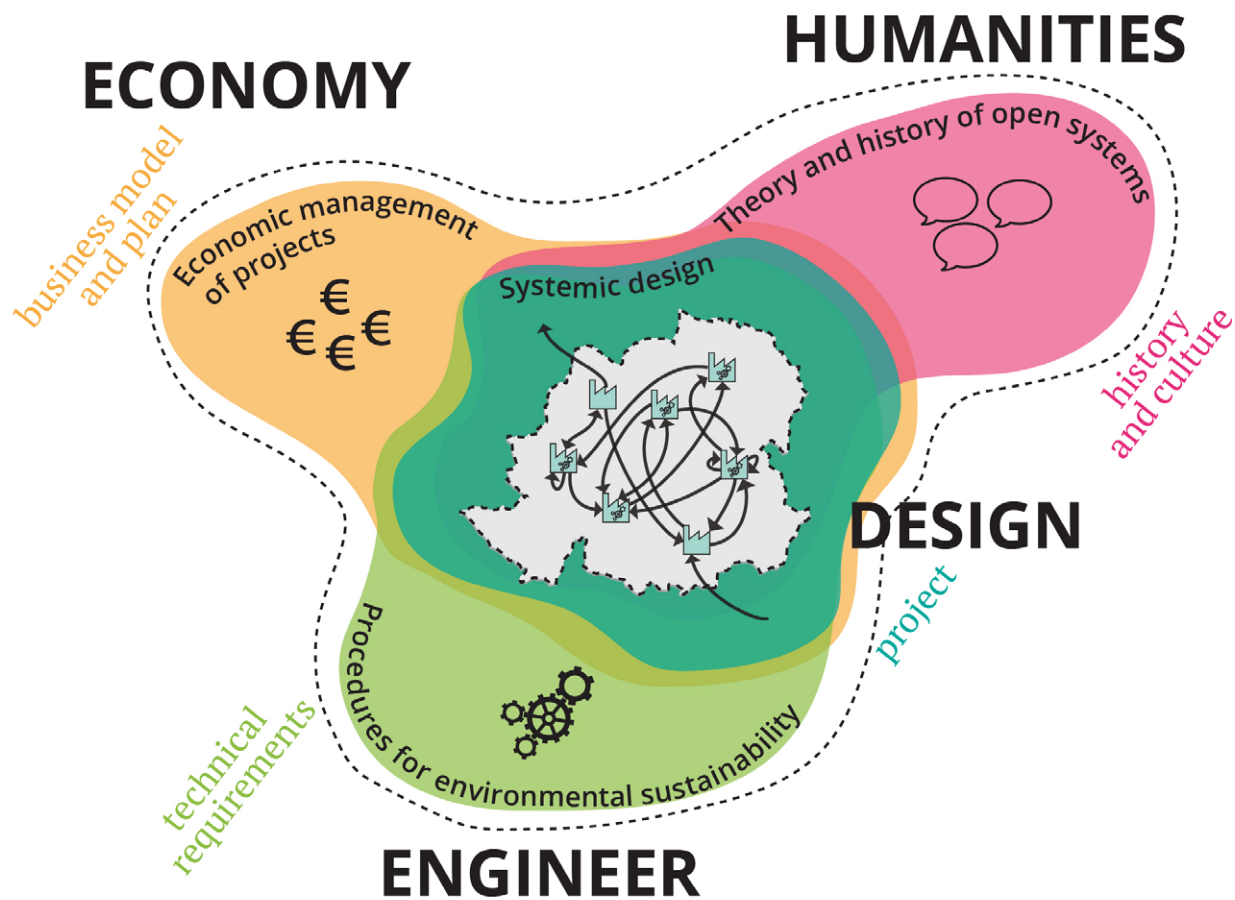 HUMANITIES
ECONOMY
Theory and history of open systems
business model
and plan
Economic management
of projects
Systemic design
€
€ €
€
history
and culture
DESIGN
project
Procedures for environmental sustainability
technical
requirements
ENGINEER